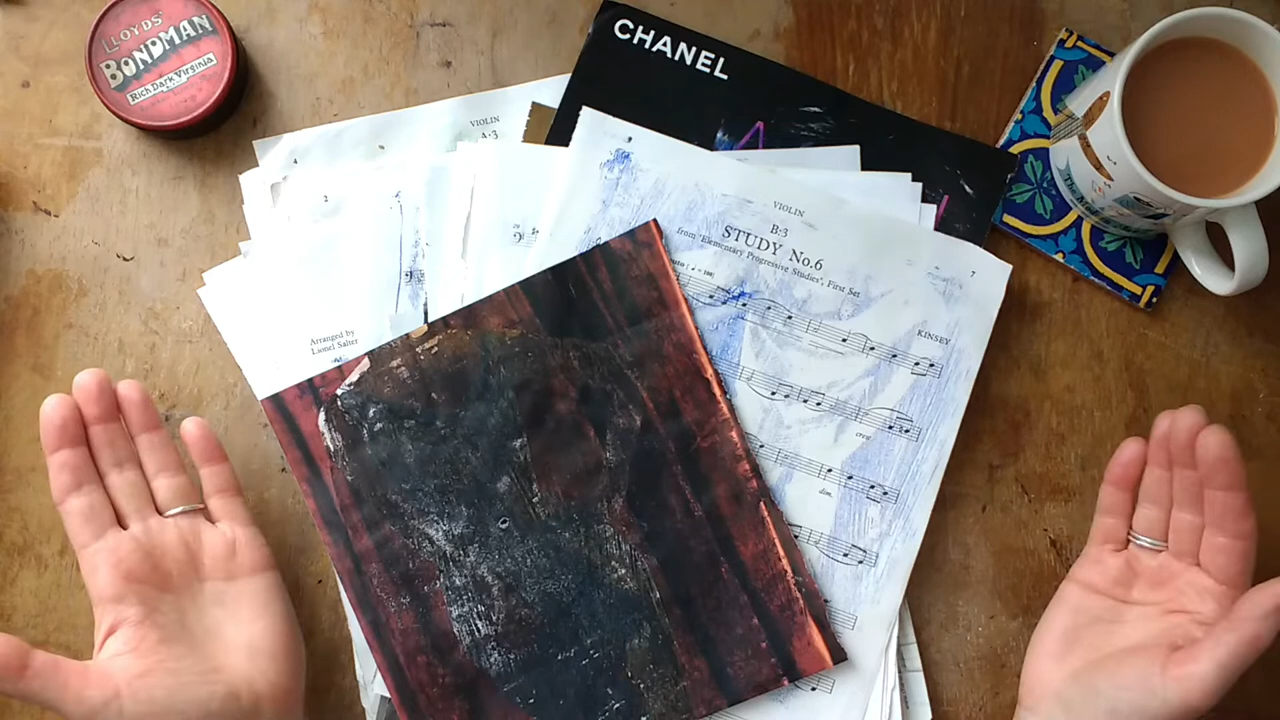 LLOYDS'
BONDMAN
Rich Dark Virginia
CHANEL
VIOLIN
A·3
4
2
Arranged by
Lionel Salter
VIOLIN
B·3
STUDY No.6
from 'Elementary Progressive Studies', First Set
7
KINSEY
cresc
dim.